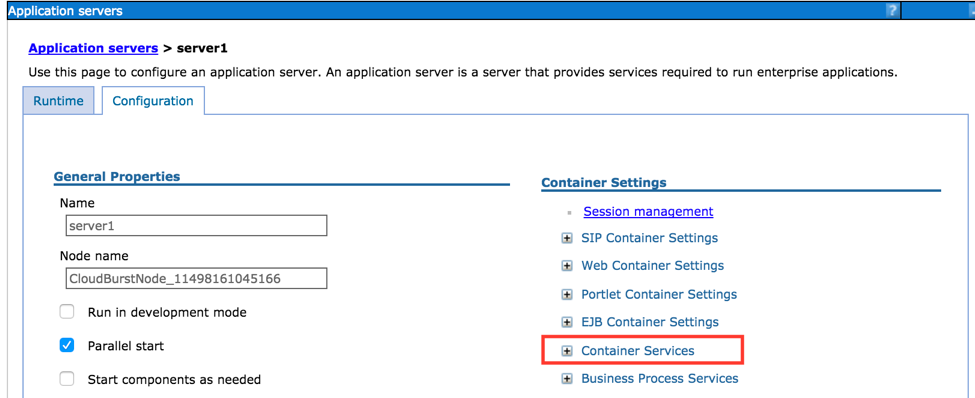 Application servers
?
Application servers > server1
Use this page to configure an application server. An application server is a server that provides services required to run enterprise applications.
Runtime
Configuration
General Properties
Name
server1
Node name
CloudBurstNode_11498161045166
Run in development mode
Parallel start
Start components as needed
Container Settings
Session management
SIP Container Settings
Web Container Settings
Portlet Container Settings
EJB Container Settings
Container Services
Business Process Services